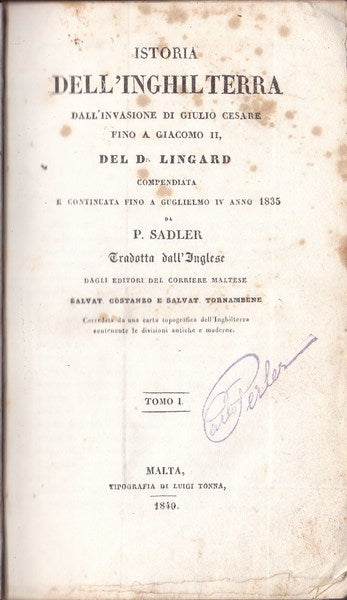 ISTORIA
DELL'INGHILTERRA
DALL'INVASIONE DI GIULIO CESARE
FINO A GIACOMO II,
DEL Dr. LINGARD
COMPENDIATA
E CONTINUATA FINO A GUGLIELMO IV ANNO 1835
DA
P. SADLER
Tradotta dall'Inglese
DAGLI EDITORI DEL CORRIERE MALTESE
SALVAT. COSTANZO E SALVAT. TORNAMBENE
Corredata da una carta topografica dell'Inghilterra
contenente le divisioni antiche e moderne.
TOMO I.
MALTA,
TIPOGRAFIA DI LUIGI TONNA,
1840.